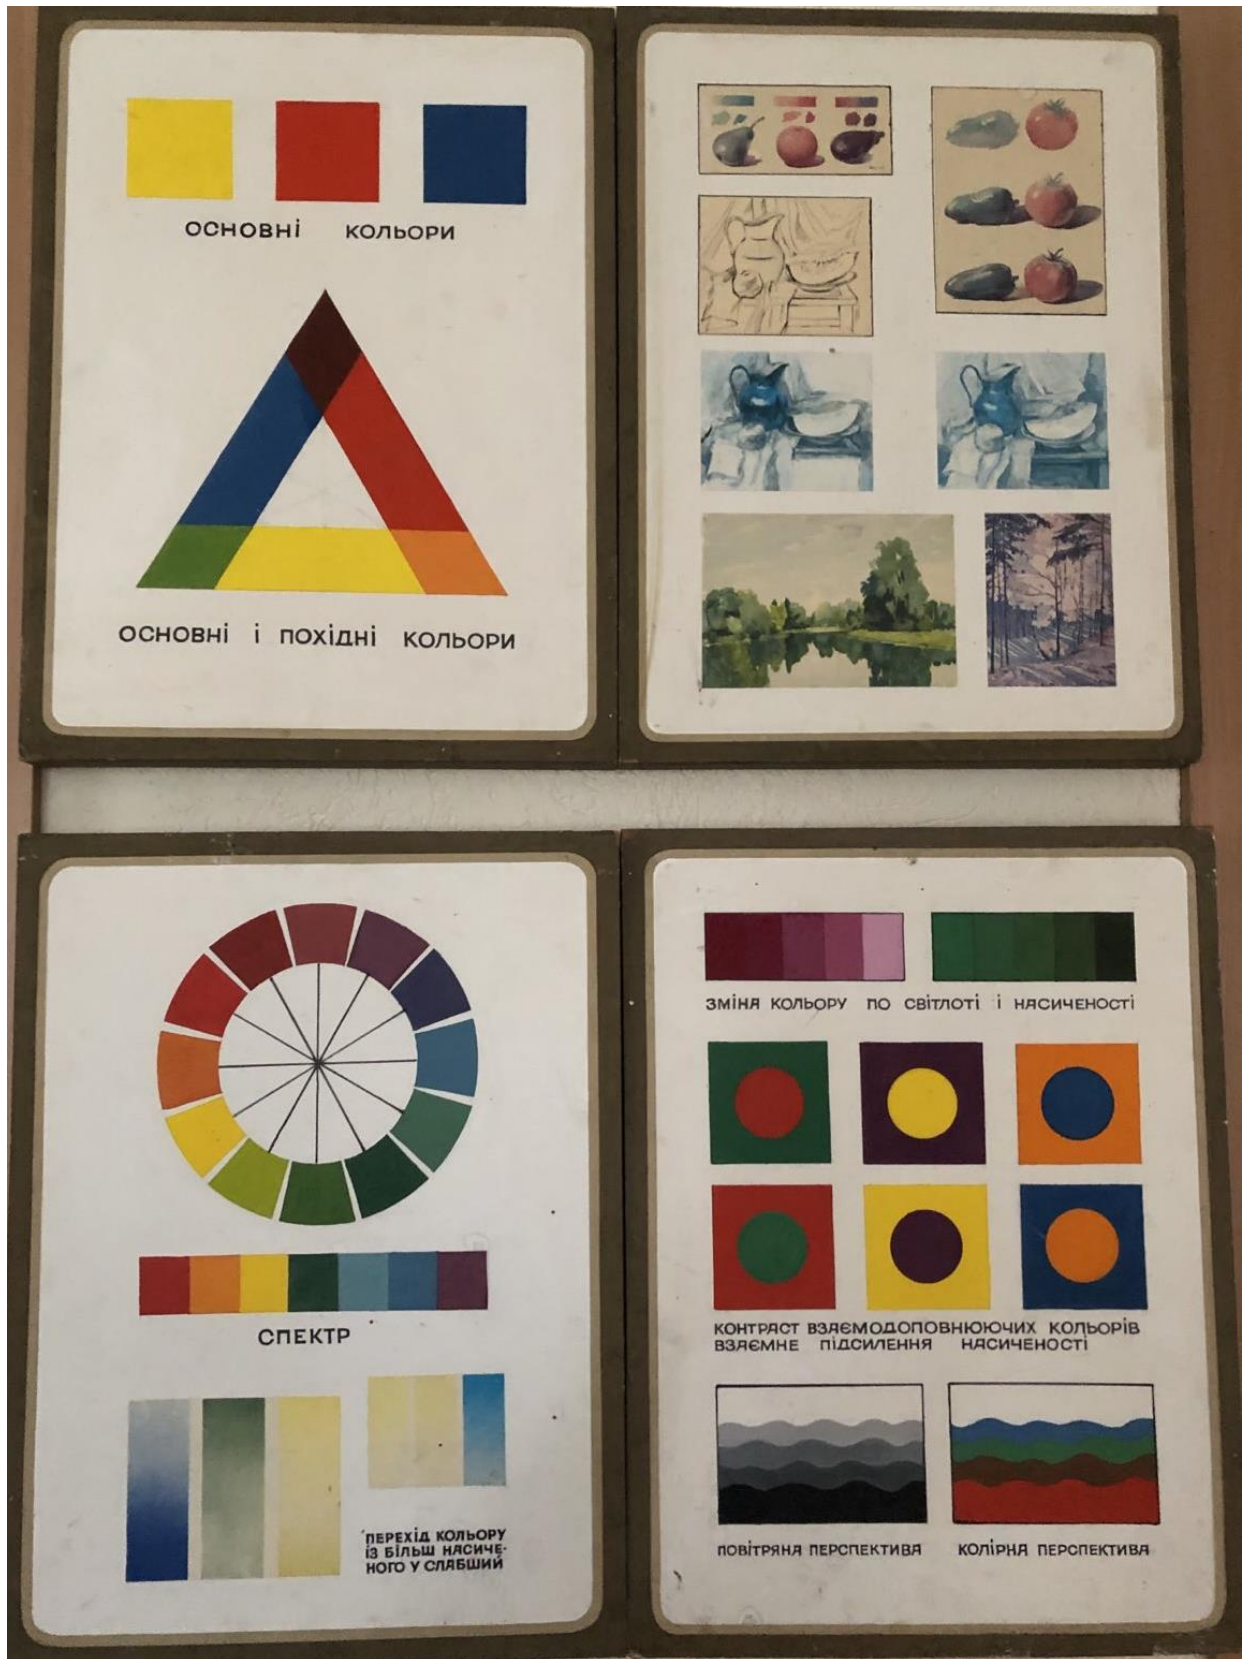 ОСНОВНІ КОЛЬОРИ
ОСНОВНІ І ПОХІДНІ КОЛЬОРИ
СПЕКТР
ПЕРЕХІД КОЛЬОРУ
ІЗ БІЛЬШ НАСИЧЕ-
НОГО У СЛАБШИЙ
ЗМІНА КОЛЬОРУ ПО СВІТЛОТІ І НАСИЧЕНОСТІ
КОНТРАСТ ВЗАЄМОДОПОВНЮЮЧИХ КОЛЬОРІВ
ВЗАЄМНЕ ПІДСИЛЕННЯ НАСИЧЕНОСТІ
ПОВІТРЯНА ПЕРСПЕКТИВА
КОЛІРНА ПЕРСПЕКТИВА